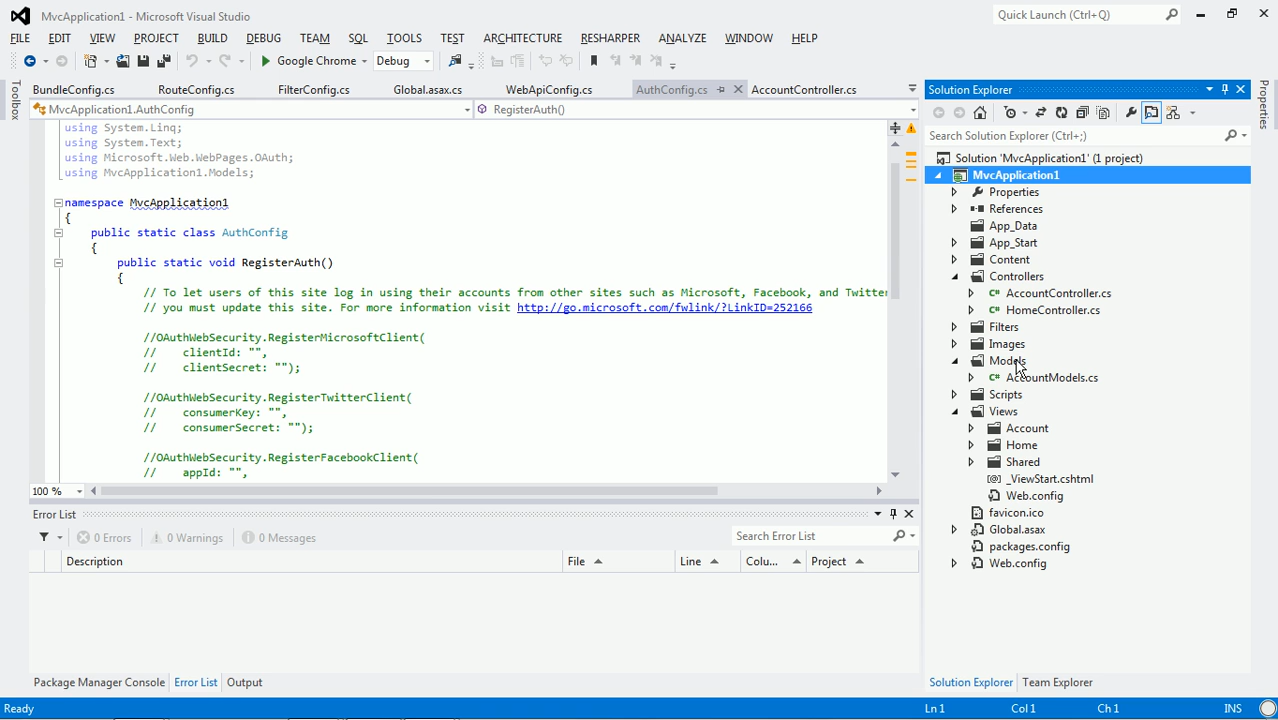 MvcApplication1 - Microsoft Visual Studio
Quick Launch (Ctrl+Q)
FILE EDIT VIEW PROJECT BUILD DEBUG TEAM SQL TOOLS TEST ARCHITECTURE RESHARPER ANALYZE WINDOW HELP
Google Chrome Debug
Toolbox
BundleConfig.cs RouteConfig.cs FilterConfig.cs Global.asax.cs WebApiConfig.cs AuthConfig.cs AccountController.cs
MvcApplication1.AuthConfig RegisterAuth()
using System.Linq;
using System.Text;
using Microsoft.Web.WebPages.OAuth;
using MvcApplication1.Models;
namespace MvcApplication1
{
public static class AuthConfig
{
public static void RegisterAuth()
{
// To let users of this site log in using their accounts from other sites such as Microsoft, Facebook, and Twitter
// you must update this site. For more information visit http://go.microsoft.com/fwlink/?LinkID=252166
//OAuthWebSecurity.RegisterMicrosoftClient(
// clientId: "",
// clientSecret: "");
//OAuthWebSecurity.RegisterTwitterClient(
// consumerKey: "",
// consumerSecret: "");
//OAuthWebSecurity.RegisterFacebookClient(
// appId: "",
100 %
Error List
0 Errors 0 Warnings 0 Messages
Search Error List
Description File Line Colu... Project
Package Manager Console Error List Output
Solution Explorer
Search Solution Explorer (Ctrl+;)
Solution 'MvcApplication1' (1 project)
MvcApplication1
Properties
References
App_Data
App_Start
Content
Controllers
C# AccountController.cs
C# HomeController.cs
Filters
Images
Models
C# AccountModels.cs
Scripts
Views
Account
Home
Shared
[@] _ViewStart.cshtml
Web.config
favicon.ico
Global.asax
packages.config
Web.config
Solution Explorer Team Explorer
Properties
Ready Ln 1 Col 1 Ch 1 INS